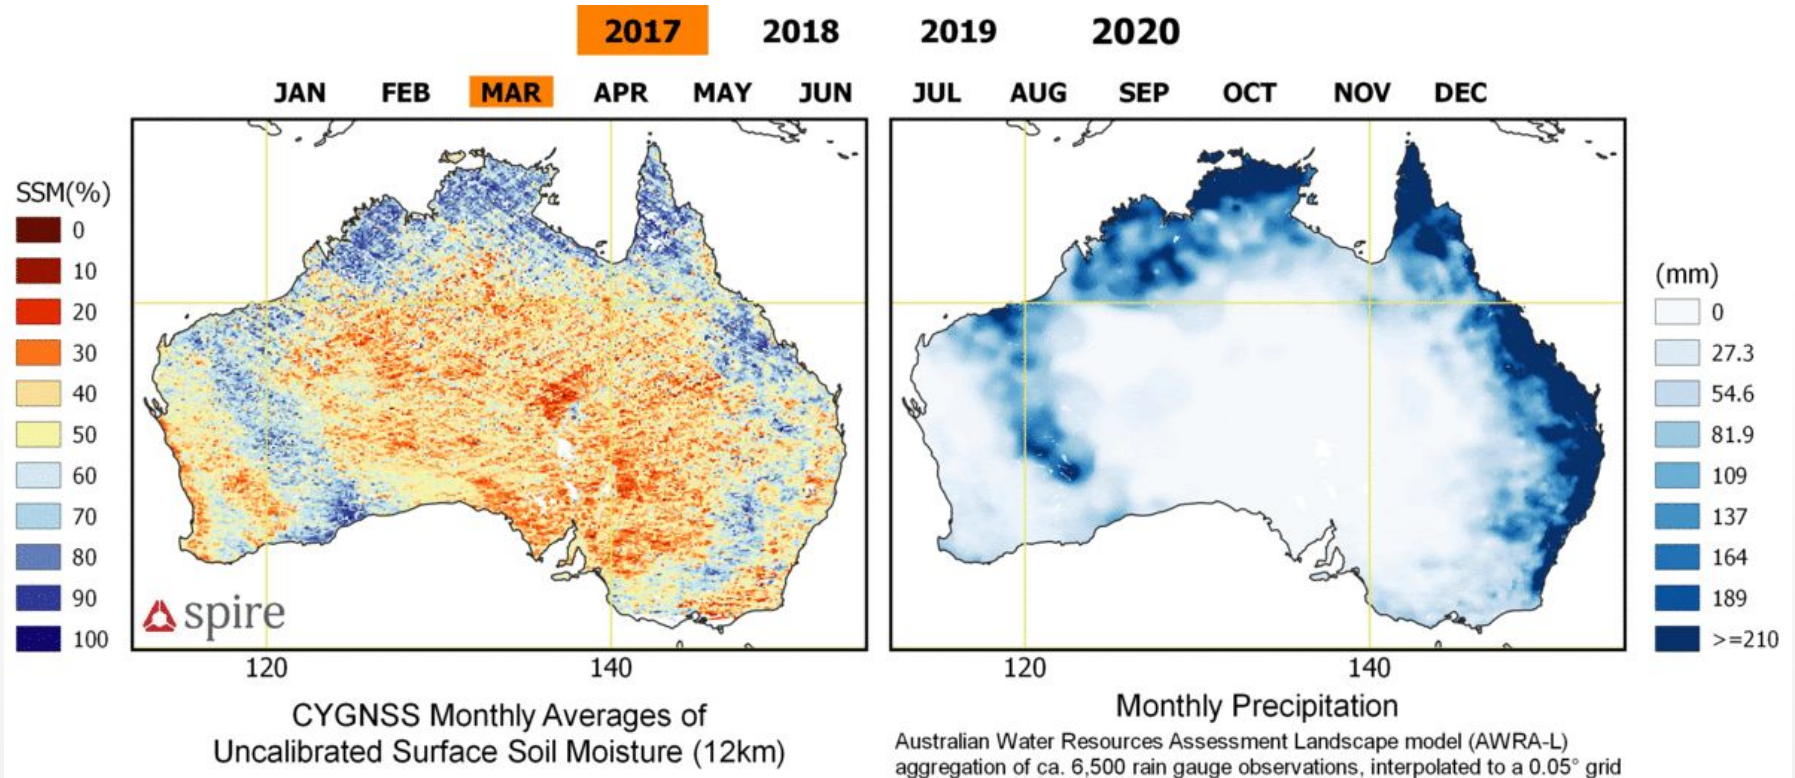 2017 2018 2019 2020
JAN FEB MAR APR MAY JUN JUL AUG SEP OCT NOV DEC
SSM(%)
0
10
20
30
40
50
60
70
80
90
100
spire
120 140
CYGNSS Monthly Averages of
Uncalibrated Surface Soil Moisture (12km)
(mm)
0
27.3
54.6
81.9
109
137
164
189
>=210
120 140
Monthly Precipitation
Australian Water Resources Assessment Landscape model (AWRA-L)
aggregation of ca. 6,500 rain gauge observations, interpolated to a 0.05° grid